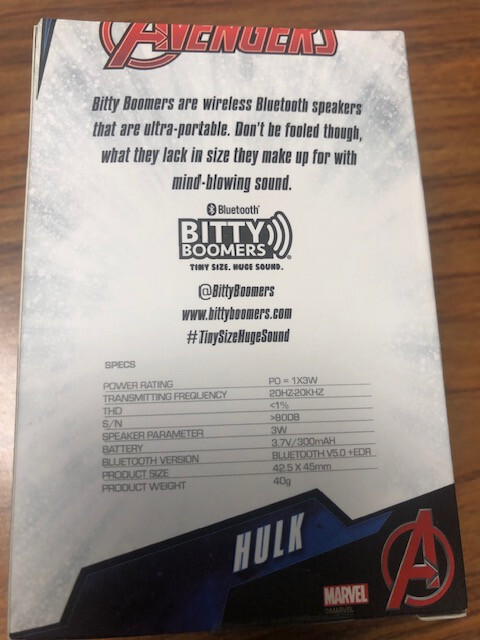 AVENGERS
Bitty Boomers are wireless Bluetooth speakers
that are ultra-portable. Don't be fooled though,
what they lack in size they make up for with
mind-blowing sound.
Bluetooth®
BITTY
BOOMERS®
TINY SIZE. HUGE SOUND.
@BittyBoomers
www.bittyboomers.com
#TinySizeHugeSound
SPECS
POWER RATING PO = 1X3W
TRANSMITTING FREQUENCY 20HZ-20KHZ
THD <1%
S/N >80DB
SPEAKER PARAMETER 3W
BATTERY 3.7V/300mAH
BLUETOOTH VERSION BLUETOOTH V5.0 +EDR
PRODUCT SIZE 42.5 X 45mm
PRODUCT WEIGHT 40g
HULK
MARVEL
©MARVEL
A